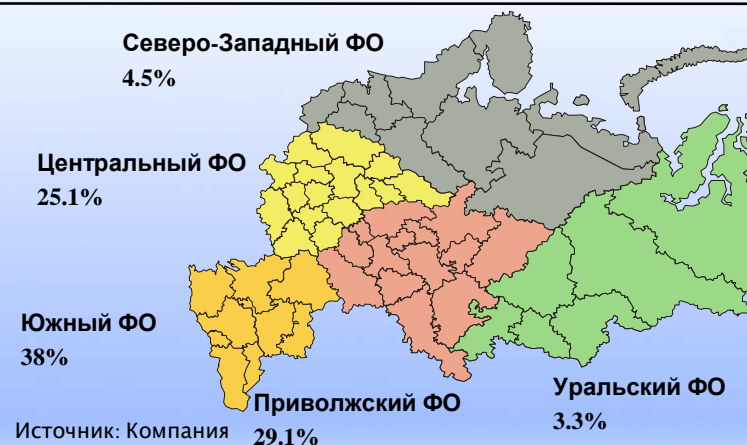 Северо-Западный ФО
4.5%
Центральный ФО
25.1%
Южный ФО
38%
Приволжский ФО
29.1%
Уральский ФО
3.3%
Источник: Компания